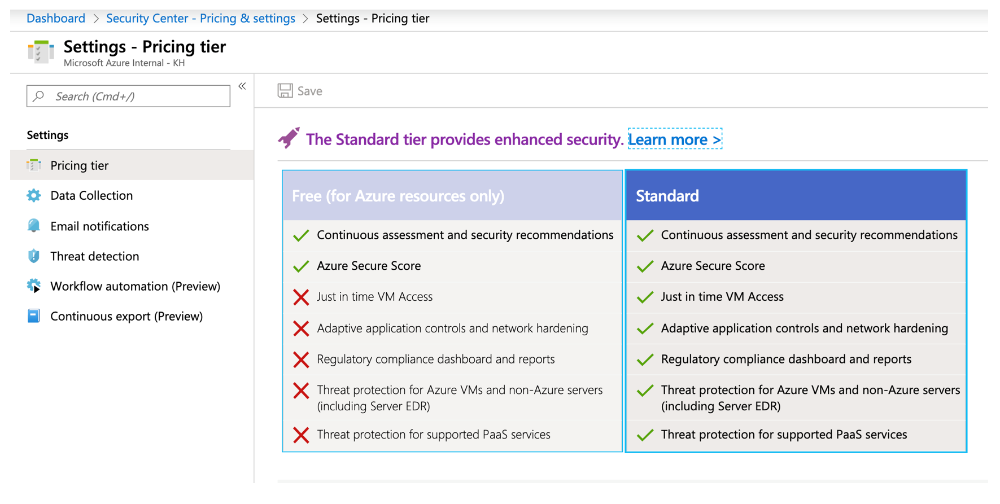 Dashboard > Security Center - Pricing & settings > Settings - Pricing tier
Settings - Pricing tier
Microsoft Azure Internal - KH
Search (Cmd+/)
«
Save
Settings
Pricing tier
Data Collection
Email notifications
Threat detection
Workflow automation (Preview)
Continuous export (Preview)
The Standard tier provides enhanced security. Learn more >
Free (for Azure resources only)
Continuous assessment and security recommendations
Azure Secure Score
Just in time VM Access
Adaptive application controls and network hardening
Regulatory compliance dashboard and reports
Threat protection for Azure VMs and non-Azure servers
(including Server EDR)
Threat protection for supported PaaS services
Standard
Continuous assessment and security recommendations
Azure Secure Score
Just in time VM Access
Adaptive application controls and network hardening
Regulatory compliance dashboard and reports
Threat protection for Azure VMs and non-Azure servers
(including Server EDR)
Threat protection for supported PaaS services